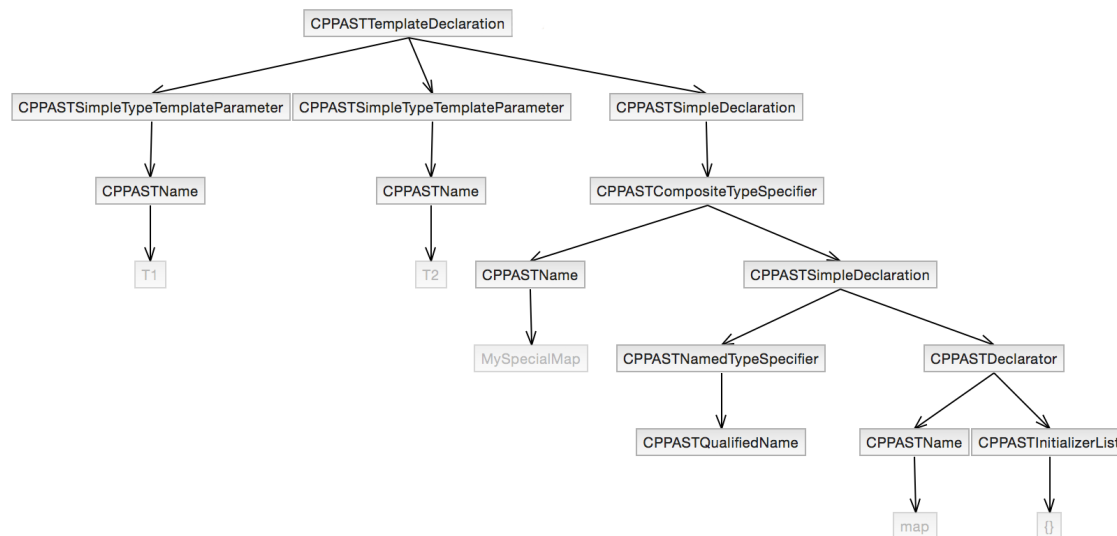 CPPASTTemplateDeclaration
CPPASTSimpleTypeTemplateParameter CPPASTSimpleTypeTemplateParameter CPPASTSimpleDeclaration
CPPASTName CPPASTName CPPASTCompositeTypeSpecifier
T1 T2 CPPASTName CPPASTSimpleDeclaration
MySpecialMap CPPASTNamedTypeSpecifier CPPASTDeclarator
CPPASTQualifiedName CPPASTName CPPASTInitializerList
map {}